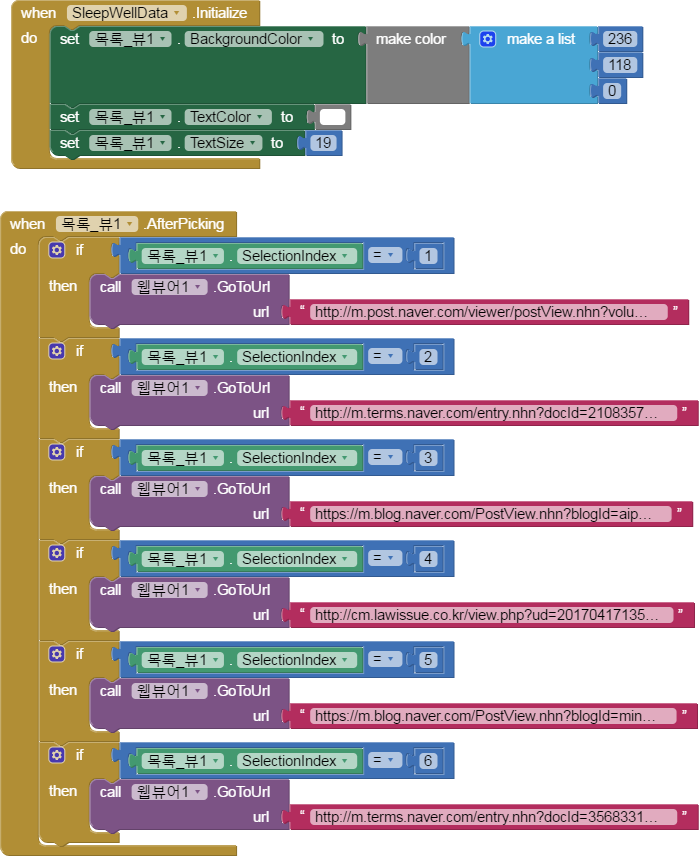 when SleepWellData .Initialize
do set 목록_뷰1 . BackgroundColor to make color make a list 236
118
0
set 목록_뷰1 . TextColor to
set 목록_뷰1 . TextSize to 19
when 목록_뷰1 .AfterPicking
do if 목록_뷰1 . SelectionIndex = 1
then call 웹뷰어1 .GoToUrl
url “ http://m.post.naver.com/viewer/postView.nhn?volu... ”
if 목록_뷰1 . SelectionIndex = 2
then call 웹뷰어1 .GoToUrl
url “ http://m.terms.naver.com/entry.nhn?docId=2108357... ”
if 목록_뷰1 . SelectionIndex = 3
then call 웹뷰어1 .GoToUrl
url “ https://m.blog.naver.com/PostView.nhn?blogId=aip... ”
if 목록_뷰1 . SelectionIndex = 4
then call 웹뷰어1 .GoToUrl
url “ http://cm.lawissue.co.kr/view.php?ud=20170417135... ”
if 목록_뷰1 . SelectionIndex = 5
then call 웹뷰어1 .GoToUrl
url “ https://m.blog.naver.com/PostView.nhn?blogId=min... ”
if 목록_뷰1 . SelectionIndex = 6
then call 웹뷰어1 .GoToUrl
url “ http://m.terms.naver.com/entry.nhn?docId=3568331... ”